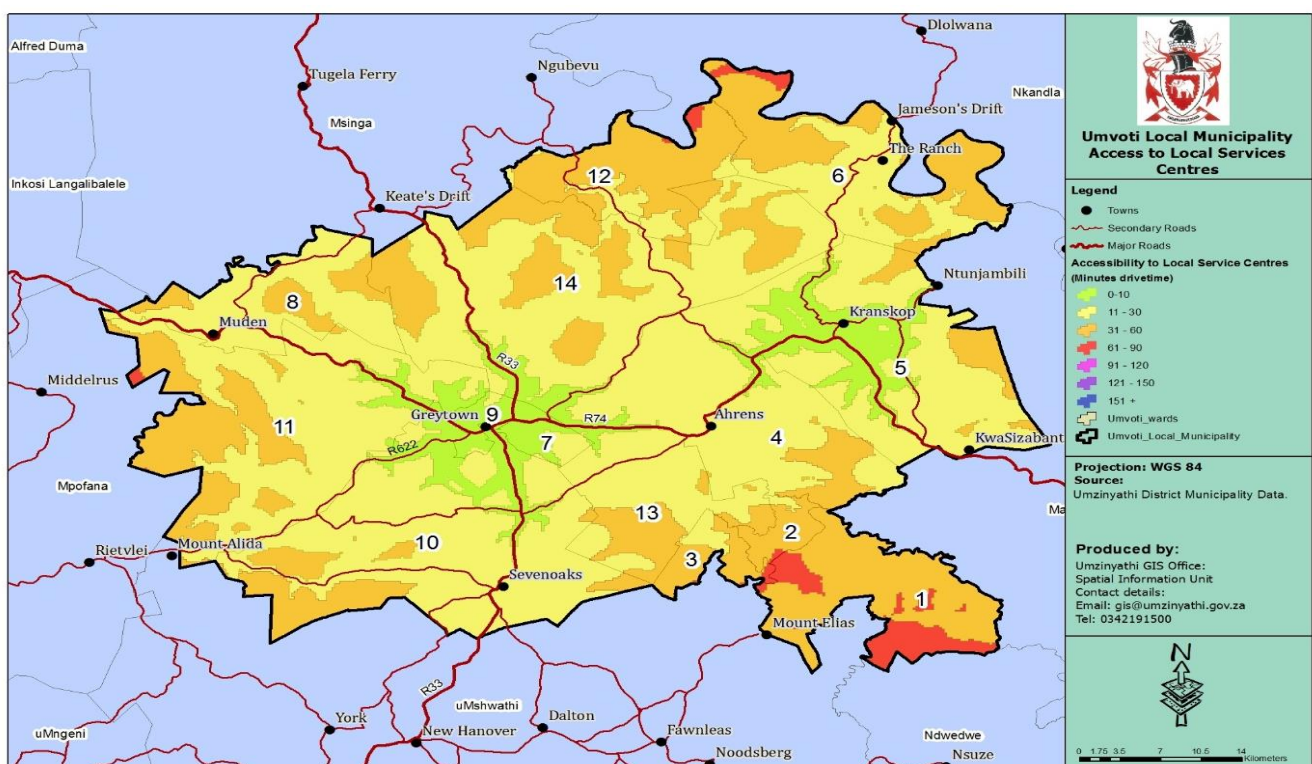 Alfred Duma
Dlolwana
Tugela Ferry
Ngubevu
Nkandla
Msinga
Jameson's Drift
The Ranch
Inkosi Langalibalele
12
6
Keate's Drift
Ntunjambili
14
8
Muden
Kranskop
R33
5
Middelrus
Greytown
9
R74
Ahrens
11
7
4
R622
KwaSizabant
Mpofana
13
Ma
2
Mount Alida
10
3
Rietvlei
Sevenoaks
1
Mount Elias
R33
uMshwathi
York
Dalton
uMngeni
New Hanover
Fawnleas
Ndwedwe
Noodsberg
Nsuze
Umvoti Local Municipality
Access to Local Services
Centres
Legend
Towns
Secondary Roads
Major Roads
Accessibility to Local Service Centres
(Minutes drivetime)
0-10
11 - 30
31 - 60
61 - 90
91 - 120
121 - 150
151 +
Umvoti_wards
Umvoti_Local_Municipality
Projection: WGS 84
Source:
Umzinyathi District Municipality Data.
Produced by:
Umzinyathi GIS Office:
Spatial Information Unit
Contact details:
Email: gis@umzinyathi.gov.za
Tel: 0342191500
N
0 1.75 3.5 7 10.5 14
Kilometers